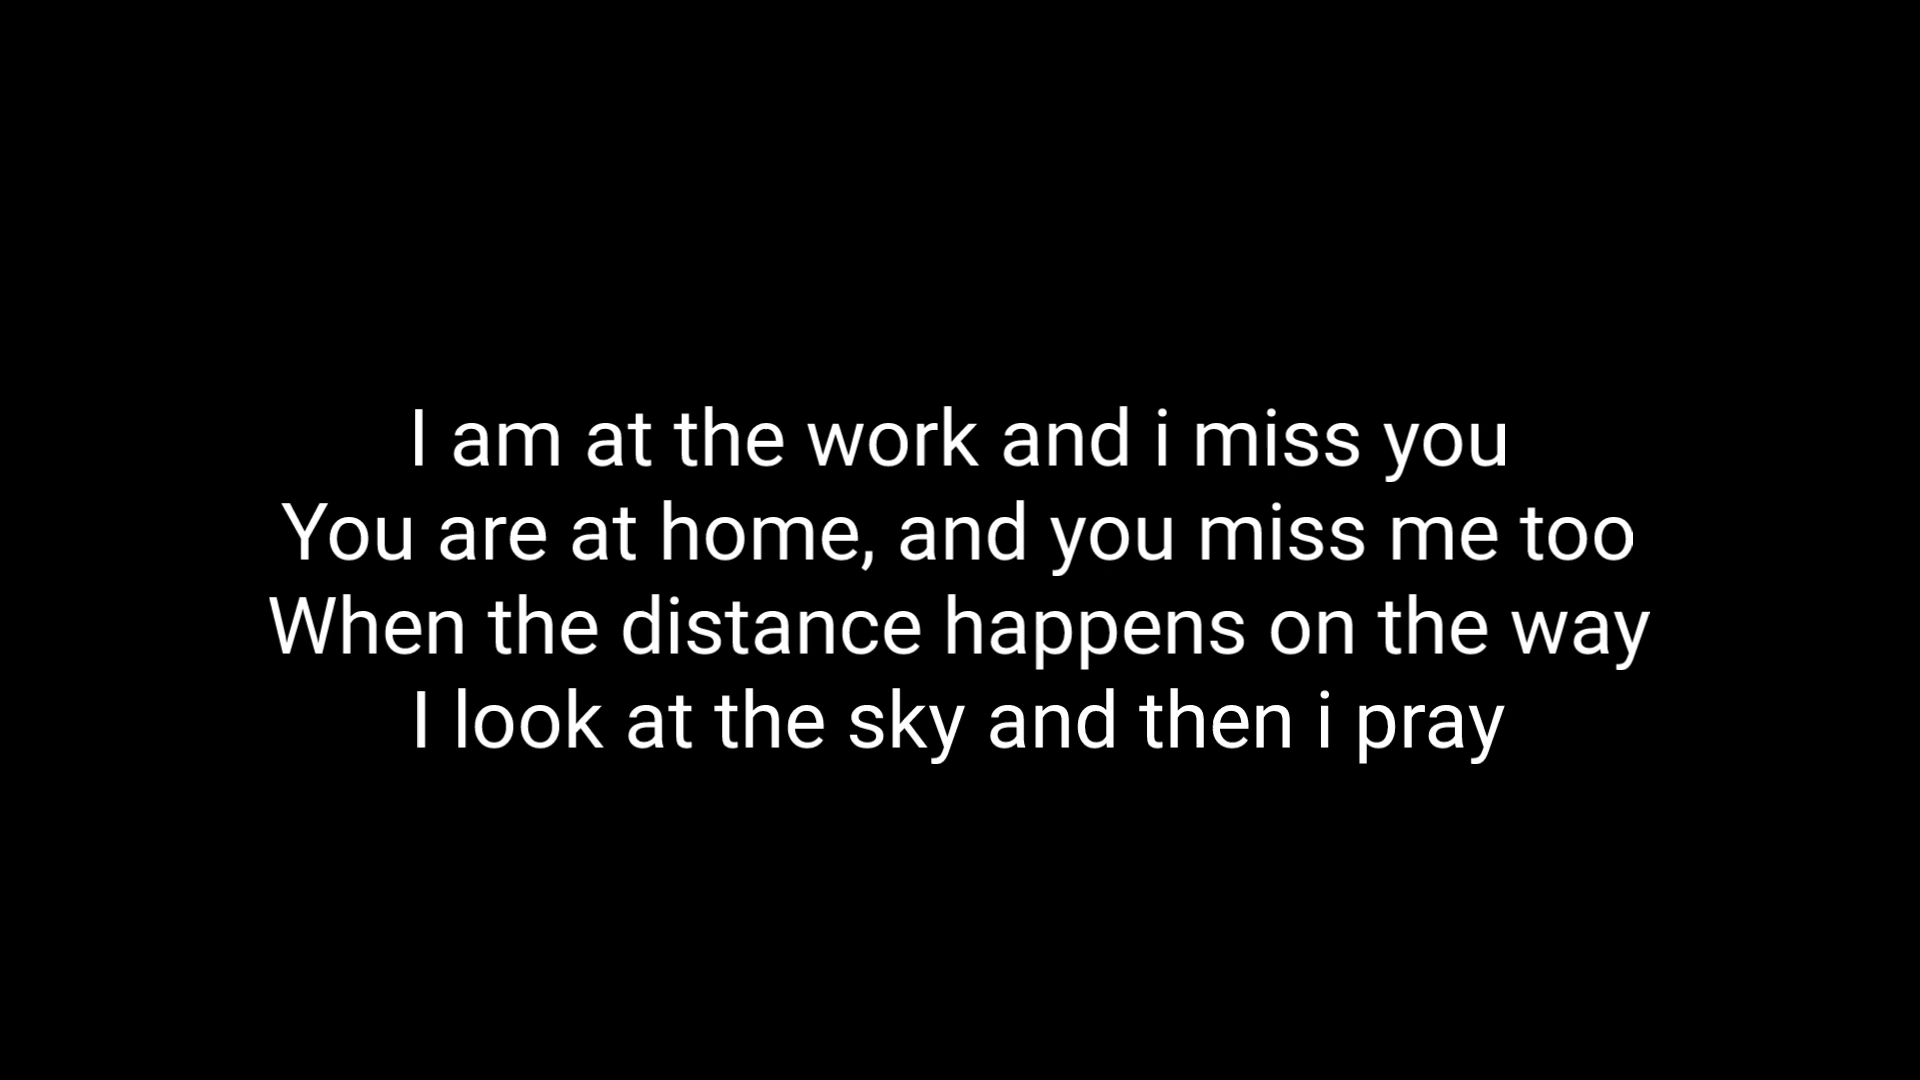 I am at the work and i miss you
You are at home, and you miss me too
When the distance happens on the way
I look at the sky and then i pray